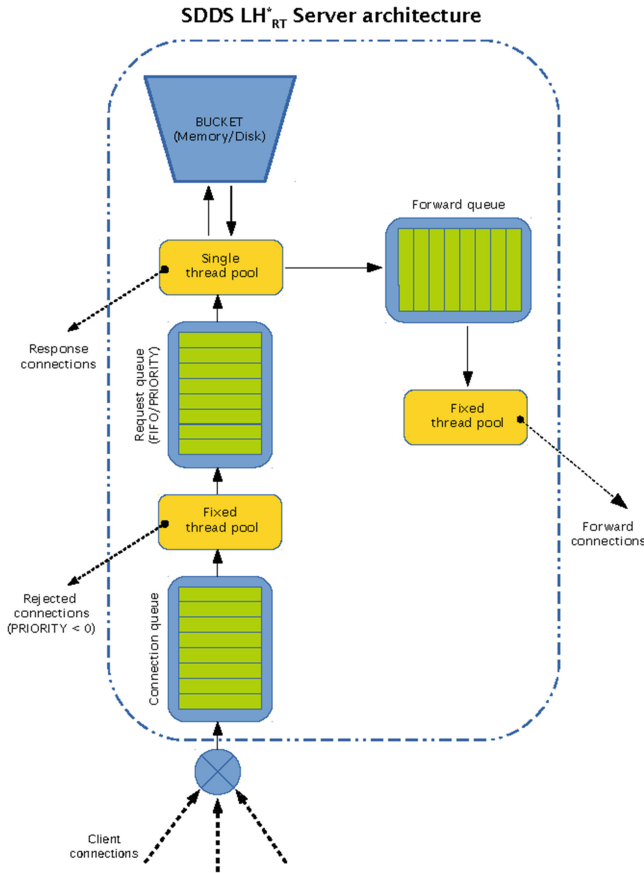 SDDS LH*RT Server architecture
BUCKET
(Memory/Disk)
Forward queue
Single
thread pool
Response
connections
Request queue
(FIFO/PRIORITY)
Fixed
thread pool
Forward
connections
Fixed
thread pool
Rejected
connections
(PRIORITY < 0)
Connection queue
Client
connections